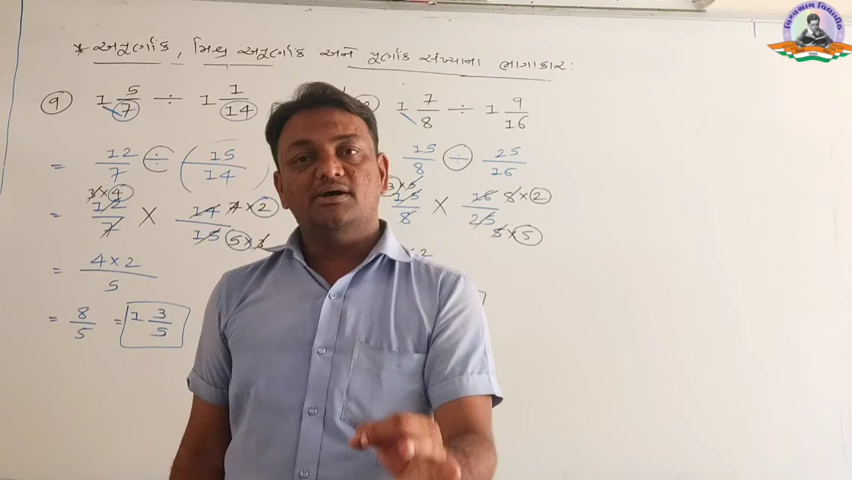 * અપૂર્ણાંક, મિશ્ર અપૂર્ણાંક અને પૂર્ણાંક સંખ્યાના ભાગાકાર:
૧ 1 5/7 ÷ 1 1/14
= 12/7 ÷ (15/14)
3×4 7×2
= 12/7 × 14/15
5×3
= 4×2/5
= 8/5 = 1 3/5
1 7/8 ÷ 1 9/16
15/8 ÷ 25/16
3×5 8×2
15/8 × 16/25
5×5